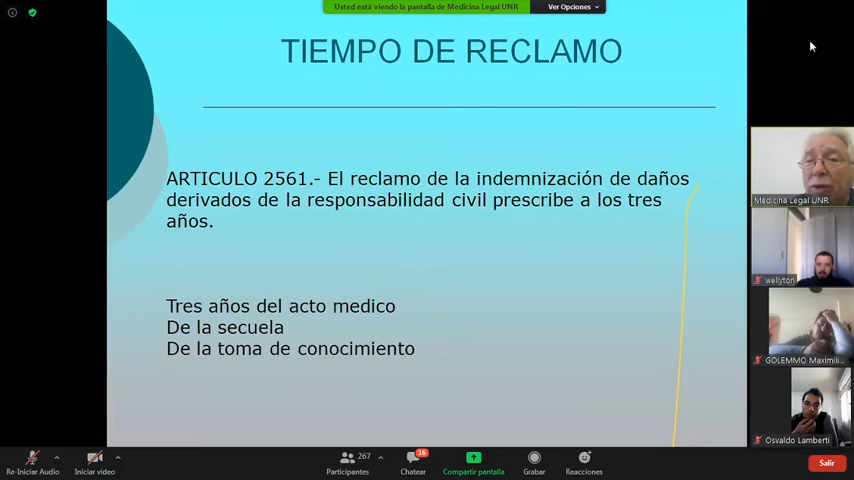 Usted está viendo la pantalla de Medicina Legal UNR
Ver Opciones
TIEMPO DE RECLAMO
ARTICULO 2561.- El reclamo de la indemnización de daños
derivados de la responsabilidad civil prescribe a los tres
años.
Tres años del acto medico
De la secuela
De la toma de conocimiento
Medicina Legal UNR
wellyton
GOLEMMO Maximili...
Osvaldo Lamberti
Re-Iniciar Audio
Iniciar video
267
Participantes
16
Chatear
Compartir pantalla
Grabar
Reacciones
Salir